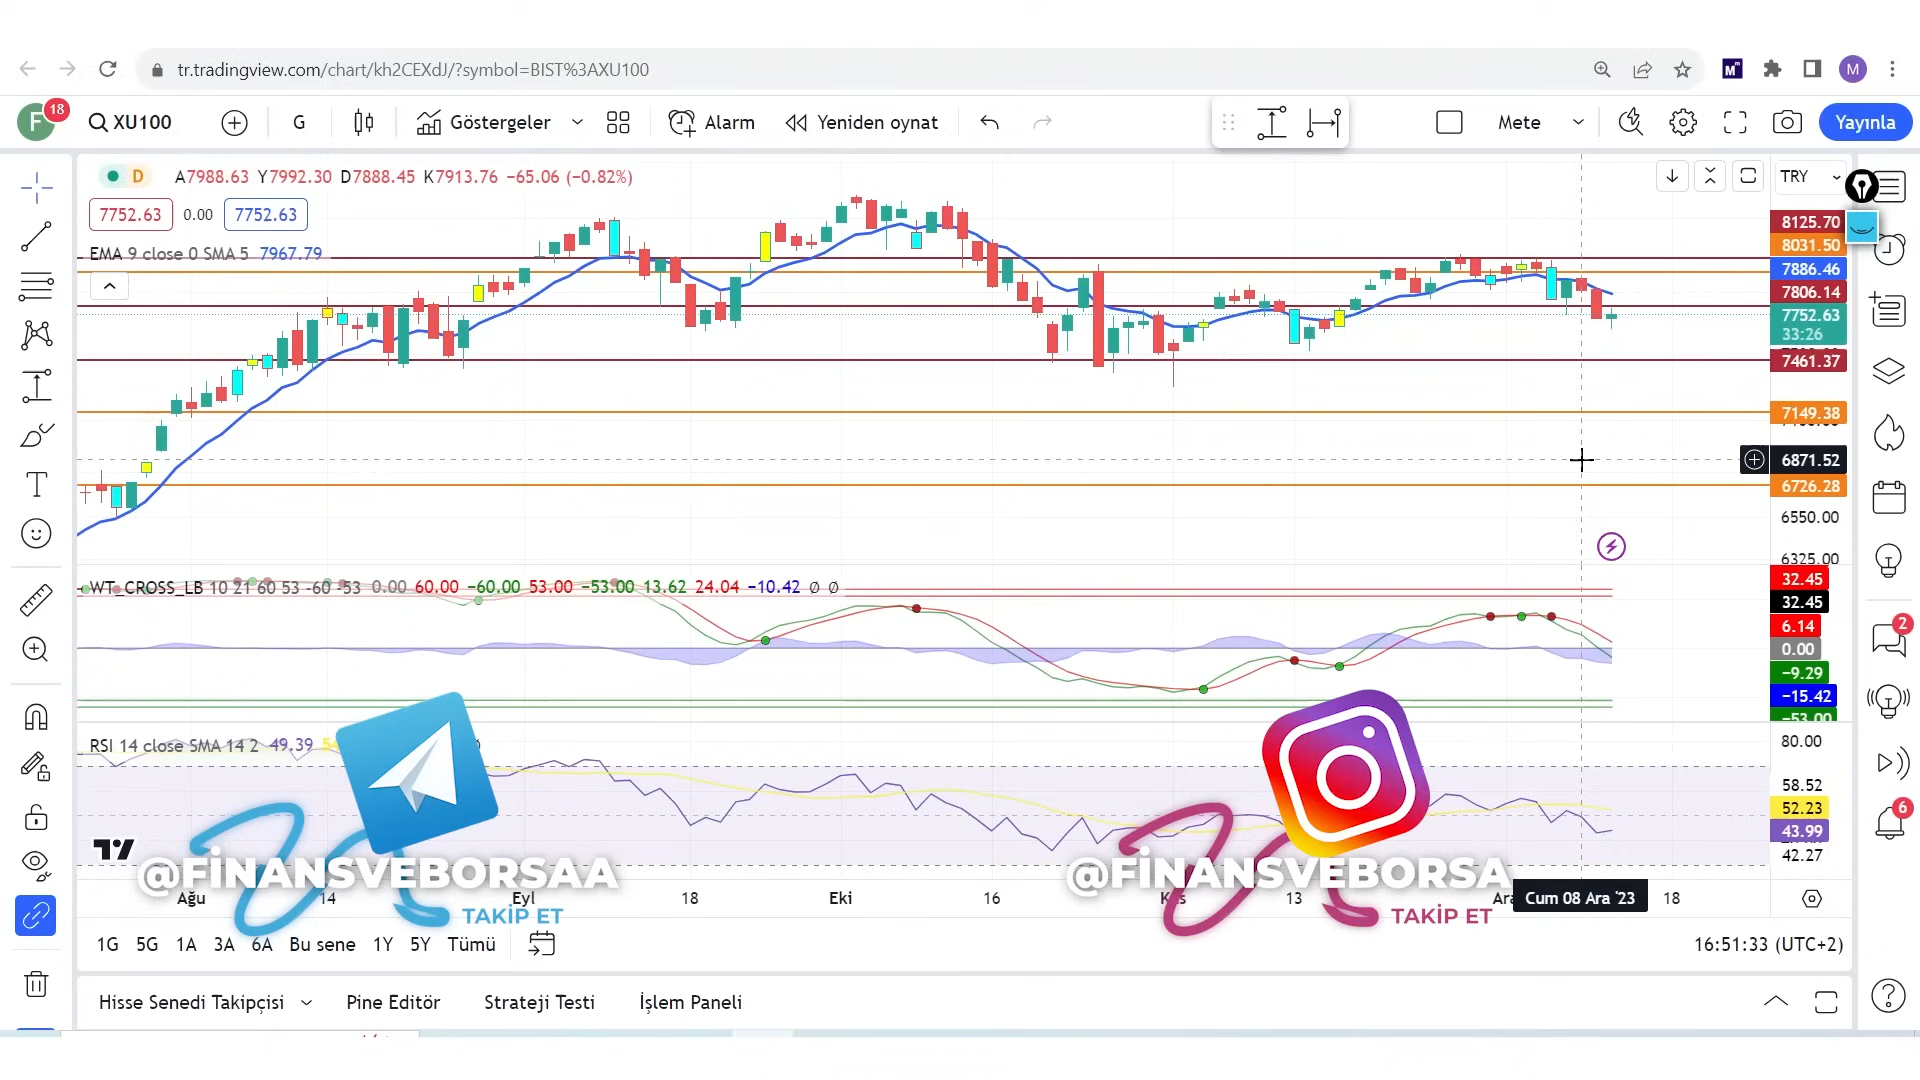 tr.tradingview.com/chart/kh2CEXdJ/?symbol=BIST%3AXU100
M
M
F 18 XU100 G Göstergeler Alarm Yeniden oynat Mete Yayınla
D A7988.63 Y7992.30 D7888.45 K7913.76 −65.06 (−0.82%)
TRY
7752.63 0.00 7752.63
EMA 9 close 0 SMA 5 7967.79
8125.70
8031.50
7886.46
7806.14
7752.63
33:26
7461.37
7149.38
6871.52
6726.28
6550.00
6325.00
WT_CROSS_LB 10 21 60 53 -60 -53 0.00 60.00 −60.00 53.00 −53.00 13.62 24.04 −10.42 ∅ ∅
32.45
32.45
6.14
0.00
−9.29
−15.42
−53.00
2
RSI 14 close SMA 14 2 49.39
80.00
58.52
52.23
43.99
42.27
6
@FİNANSVEBORSAA
TAKİP ET
@FİNANSVEBORSA
TAKİP ET
Ağu 14 Eyl 18 Eki 16 Kas 13 Ara Cum 08 Ara '23 18
1G 5G 1A 3A 6A Bu sene 1Y 5Y Tümü
16:51:33 (UTC+2)
Hisse Senedi Takipçisi Pine Editör Strateji Testi İşlem Paneli